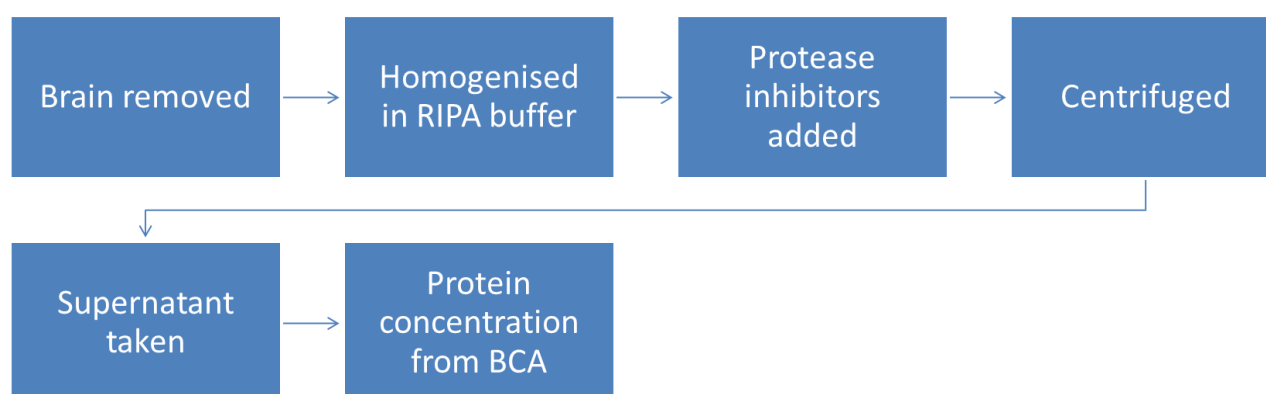 Brain removed
Homogenised
in RIPA buffer
Protease
inhibitors
added
Centrifuged
Supernatant
taken
Protein
concentration
from BCA